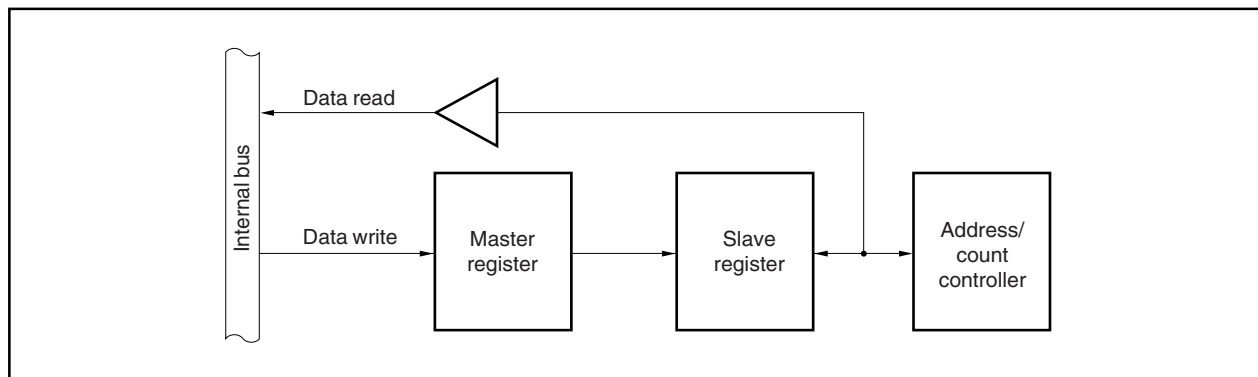 Data read
Internal bus
Data write
Master
register
Slave
register
Address/
count
controller